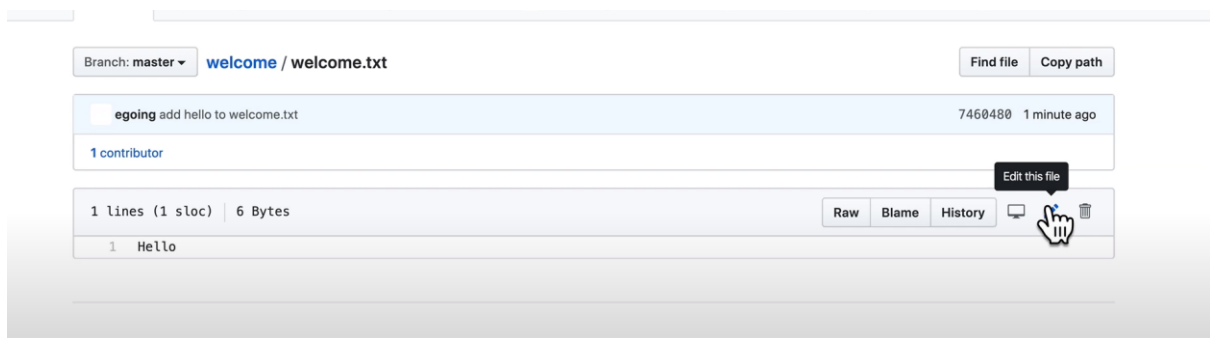 Branch: master welcome / welcome.txt Find file Copy path
egoing add hello to welcome.txt 7460480 1 minute ago
1 contributor
Edit this file
1 lines (1 sloc) 6 Bytes Raw Blame History
1 Hello